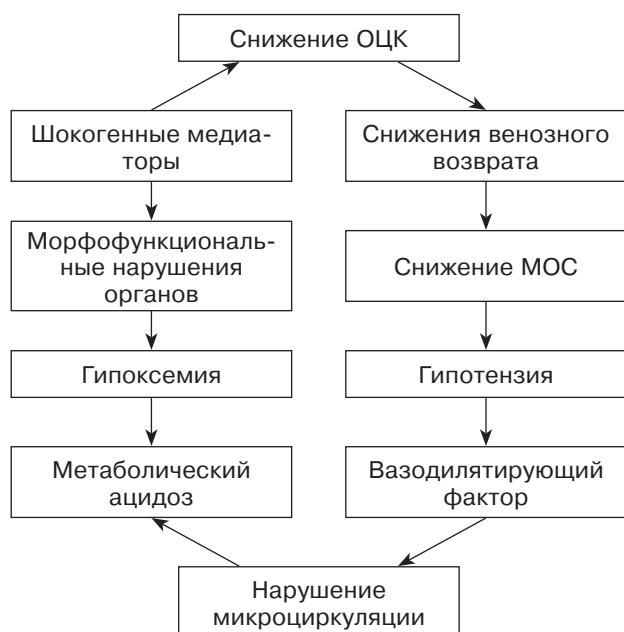 Снижение ОЦК
Шокогенные медиа-
торы
Снижения венозного
возврата
Морфофункциональ-
ные нарушения
органов
Снижение МОС
Гипоксемия
Гипотензия
Метаболический
ацидоз
Вазодилятирующий
фактор
Нарушение
микроциркуляции